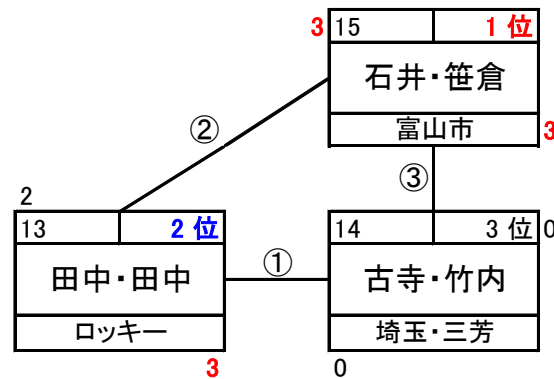 3 15 1 位
石井・笹倉
富山市 3
②
③
2
13 2 位
田中・田中
ロッキー
3
①
14 3 位 0
古寺・竹内
埼玉・三芳
0